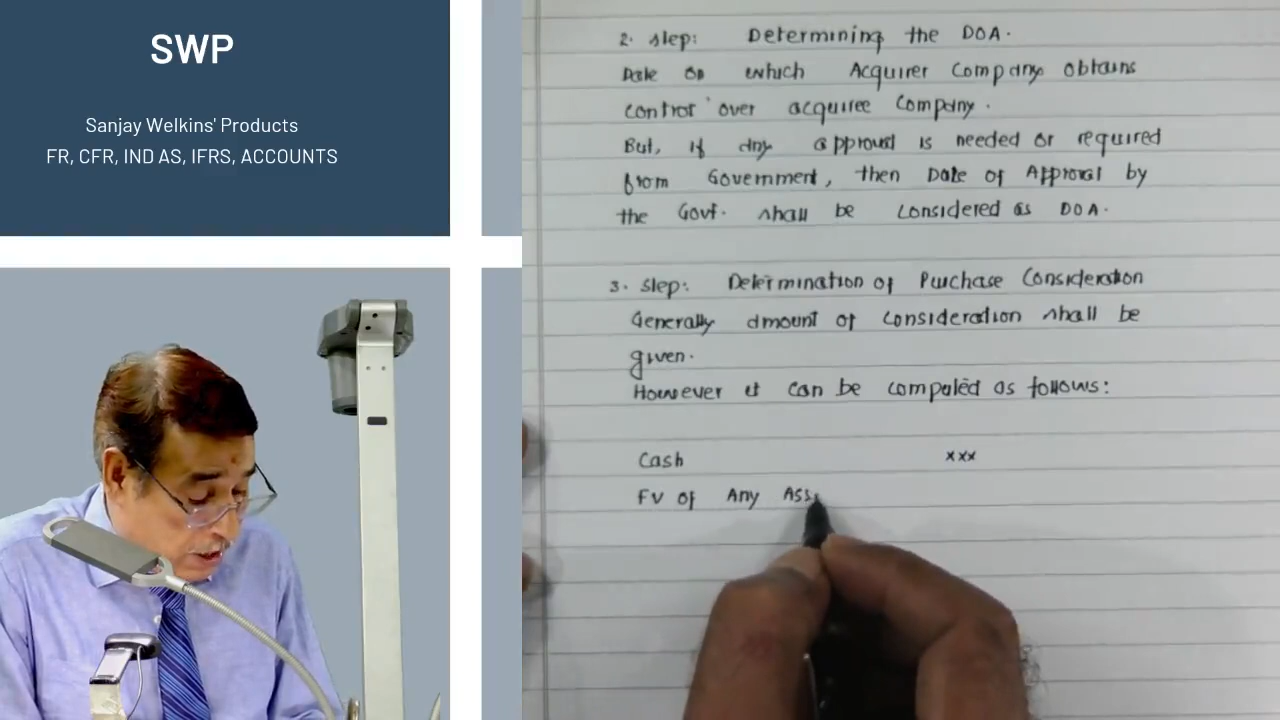 SWP
Sanjay Welkins' Products
FR, CFR, IND AS, IFRS, ACCOUNTS
2. Step: Determining the DOA.
Date on which Acquirer Company obtains
control over acquiree Company.
But, if any approval is needed or required
from Government, then Date of Approval by
the Govt. shall be considered as DOA.
3. Step: Determination of Purchase Consideration
Generally amount of consideration shall be
given.
However it can be computed as follows:
Cash xxx
FV of Any Ass